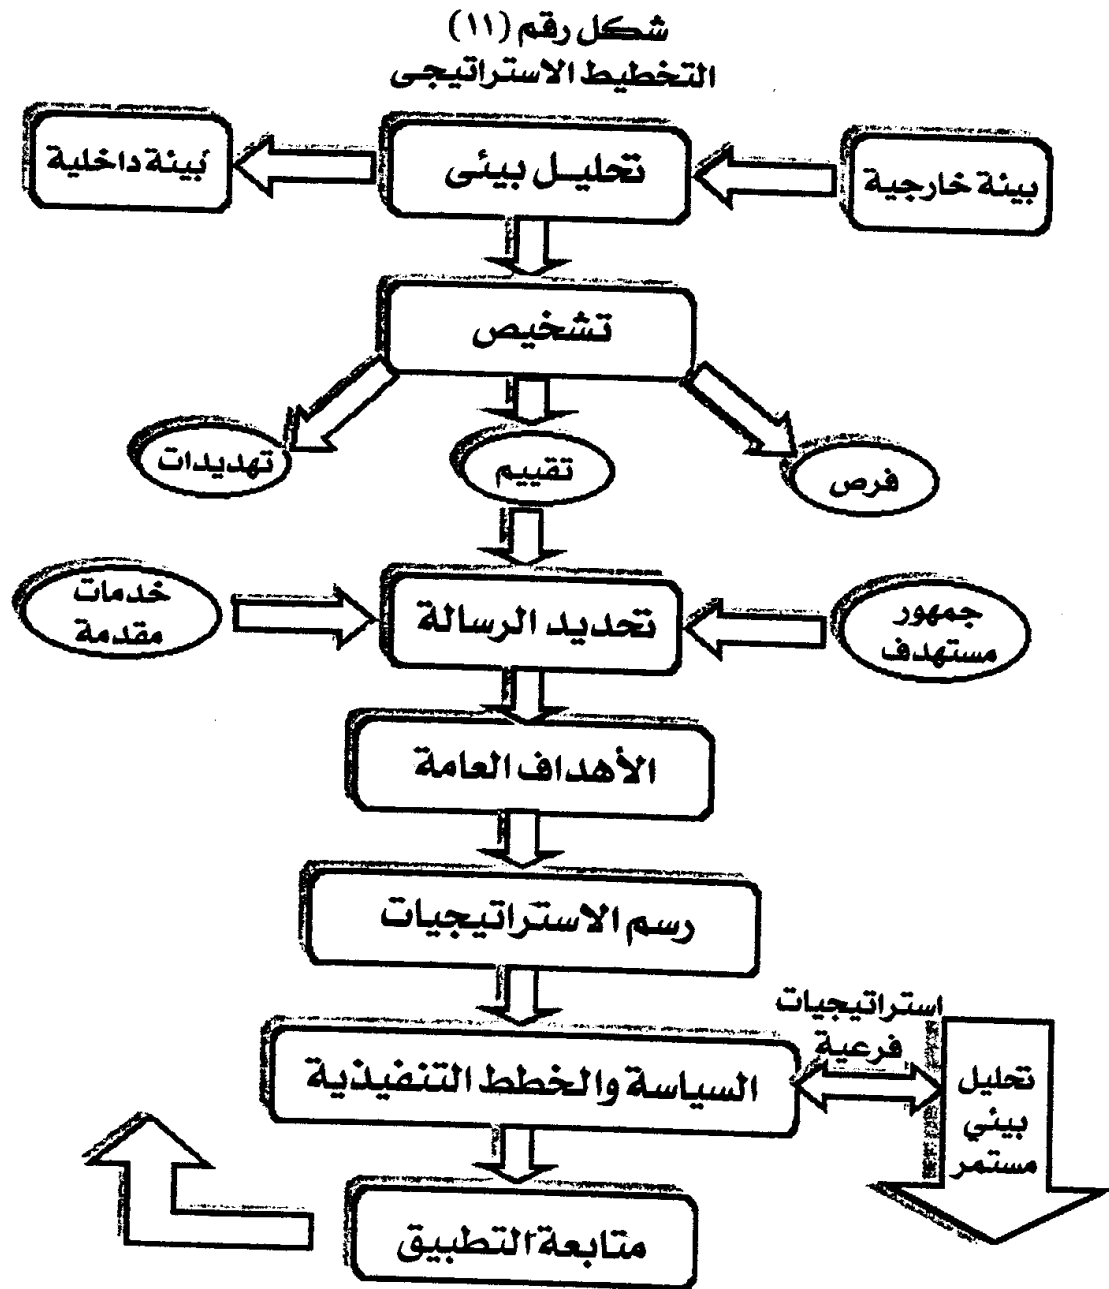 شكل رقم (١١)
التخطيط الاستراتيجى
بيئة خارجية
تحليل بيئى
بيئة داخلية
تشخيص
فرص
تقييم
تهديدات
جمهور
مستهدف
تحديد الرسالة
خدمات
مقدمة
الأهداف العامة
رسم الاستراتيجيات
استراتيجيات
فرعية
السياسة والخطط التنفيذية
تحليل
بيئي
مستمر
متابعة التطبيق